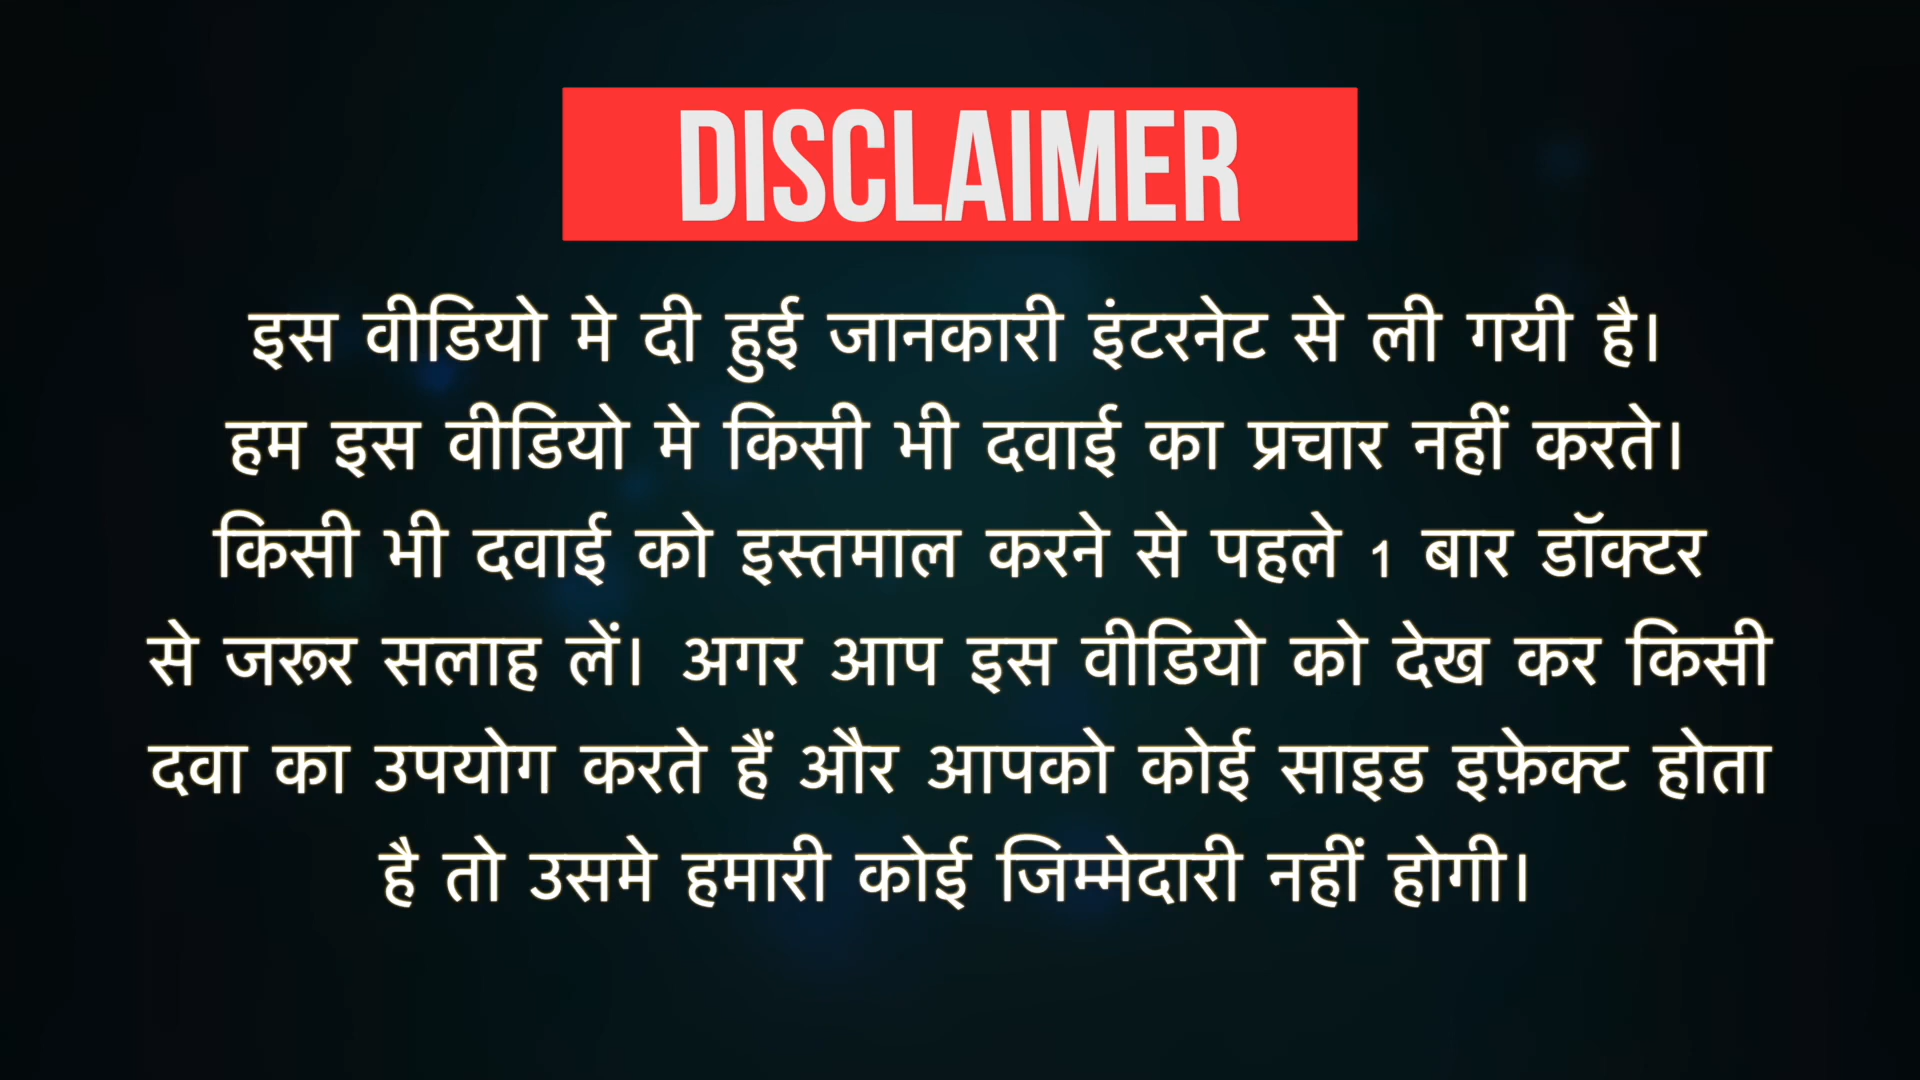 DISCLAIMER
इस वीडियो मे दी हुई जानकारी इंटरनेट से ली गयी है।
हम इस वीडियो मे किसी भी दवाई का प्रचार नहीं करते।
किसी भी दवाई को इस्तमाल करने से पहले 1 बार डॉक्टर
से जरूर सलाह लें। अगर आप इस वीडियो को देख कर किसी
दवा का उपयोग करते हैं और आपको कोई साइड इफ़ेक्ट होता
है तो उसमे हमारी कोई जिम्मेदारी नहीं होगी।